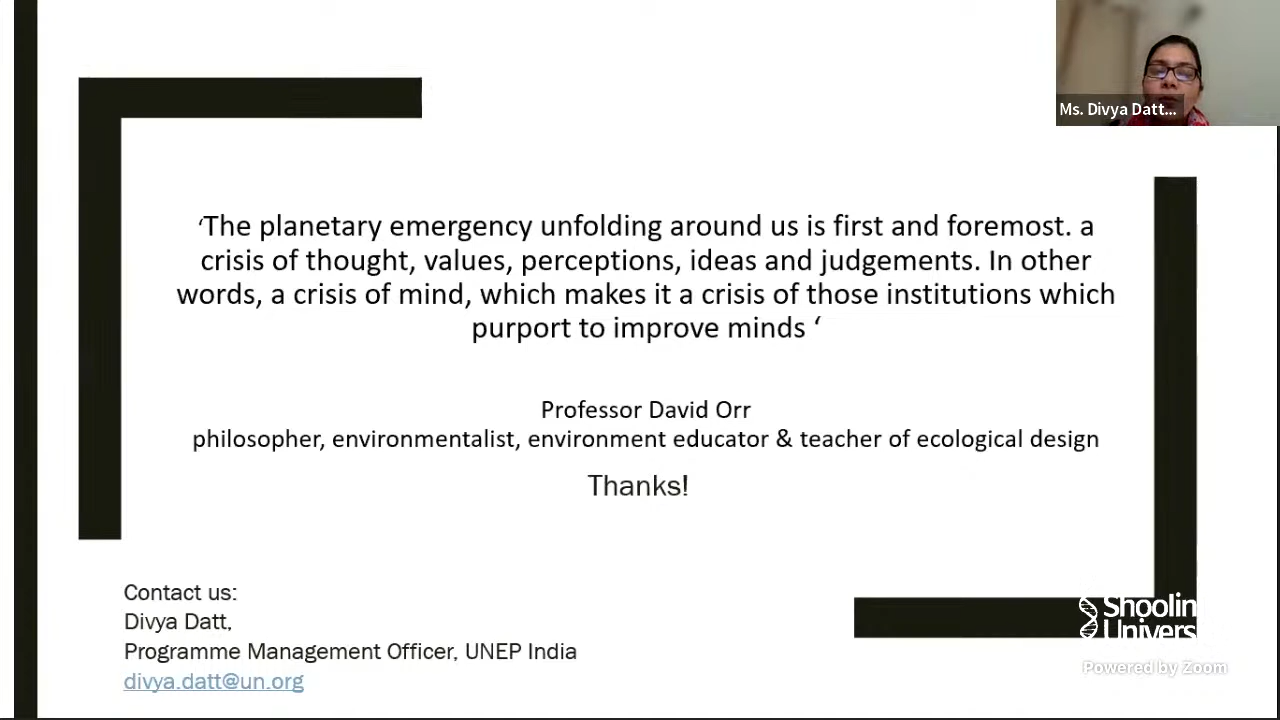 Ms. Divya Datt...
‘The planetary emergency unfolding around us is first and foremost. a
crisis of thought, values, perceptions, ideas and judgements. In other
words, a crisis of mind, which makes it a crisis of those institutions which
purport to improve minds ‘
Professor David Orr
philosopher, environmentalist, environment educator & teacher of ecological design
Thanks!
Contact us:
Divya Datt,
Programme Management Officer, UNEP India
divya.datt@un.org
Shoolin
Univers
Powered by Zoom